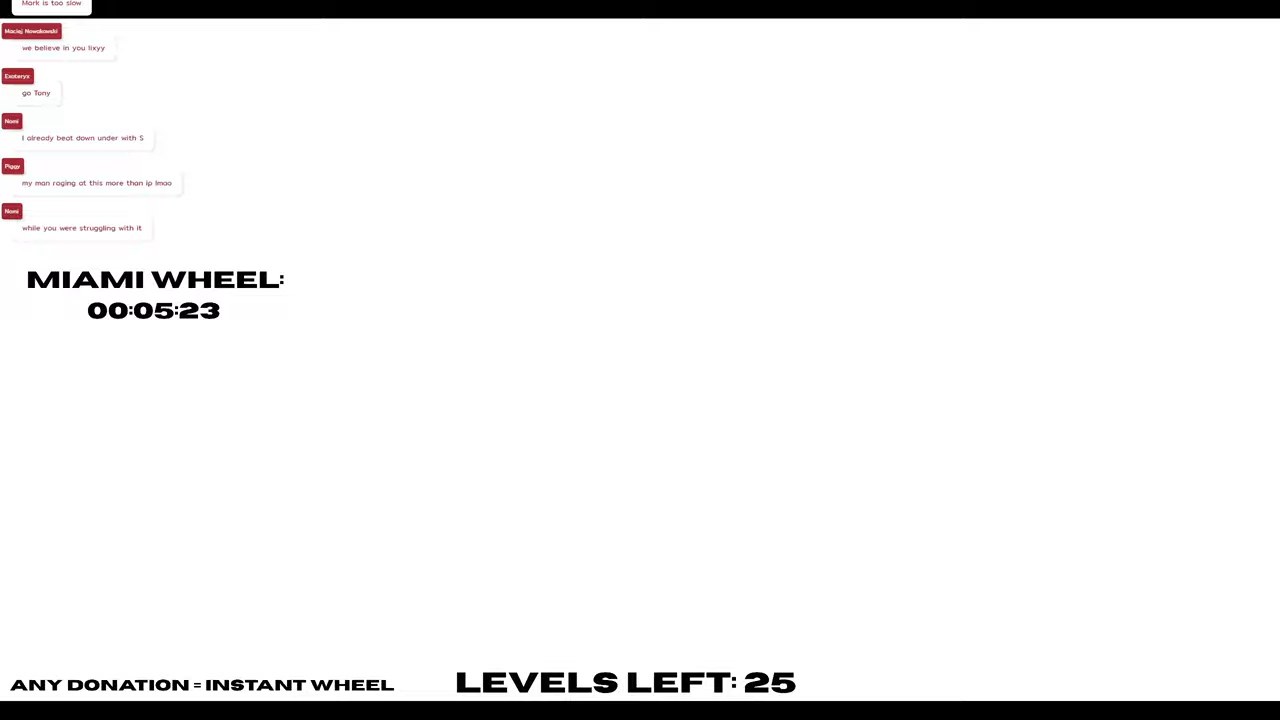 Mark is too slow
Maciej Nowakowski
we believe in you lixyy
Exoteryx
go Tony
Nomi
I already beat down under with S
Piggy
my man raging at this more than ip lmao
Nomi
while you were struggling with it
MIAMI WHEEL:
00:05:23
ANY DONATION = INSTANT WHEEL
LEVELS LEFT: 25